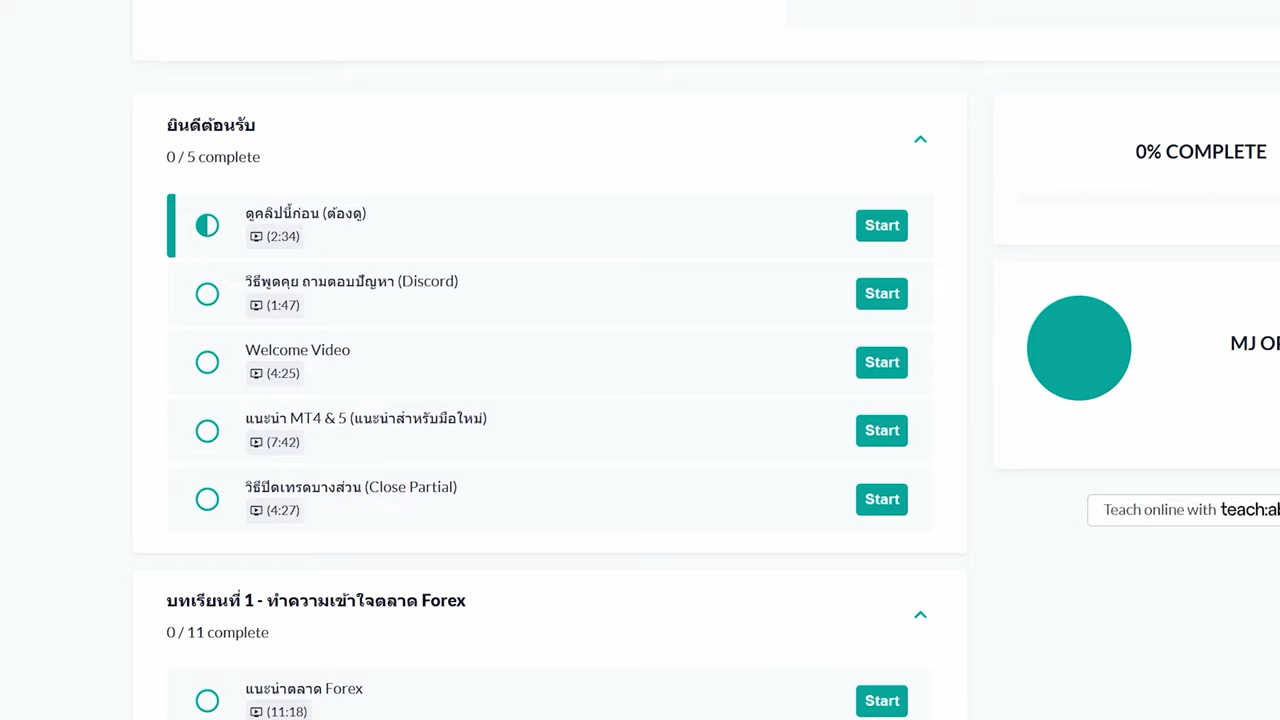 ยินดีต้อนรับ
0 / 5 complete
ดูคลิปนี้ก่อน (ต้องดู)
(2:34)
Start
วิธีพูดคุย ถามตอบปัญหา (Discord)
(1:47)
Start
Welcome Video
(4:25)
Start
แนะนำ MT4 & 5 (แนะนำสำหรับมือใหม่)
(7:42)
Start
วิธีปิดเทรดบางส่วน (Close Partial)
(4:27)
Start
บทเรียนที่ 1 - ทำความเข้าใจตลาด Forex
0 / 11 complete
แนะนำตลาด Forex
(11:18)
Start
0% COMPLETE
MJ
Teach online with